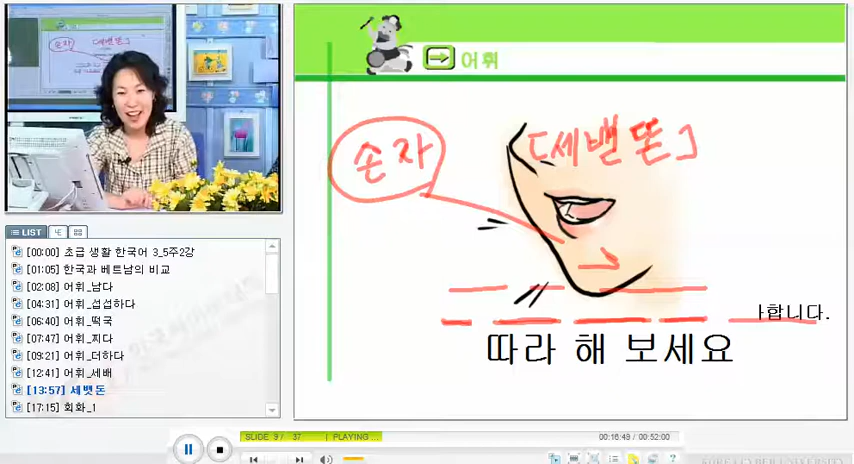 어휘
손자
[세밷똔]
합니다.
따라 해 보세요
LIST
[00:00] 초급 생활 한국어 3_5주2강
[01:05] 한국과 베트남의 비교
[02:08] 어휘_남다
[04:31] 어휘_섭섭하다
[06:40] 어휘_떡국
[07:47] 어휘_찌다
[09:21] 어휘_더하다
[12:41] 어휘_세배
[13:57] 세뱃돈
[17:15] 회화_1
SLIDE 9 / 37 PLAYING ...
00:16:49 / 00:52:00